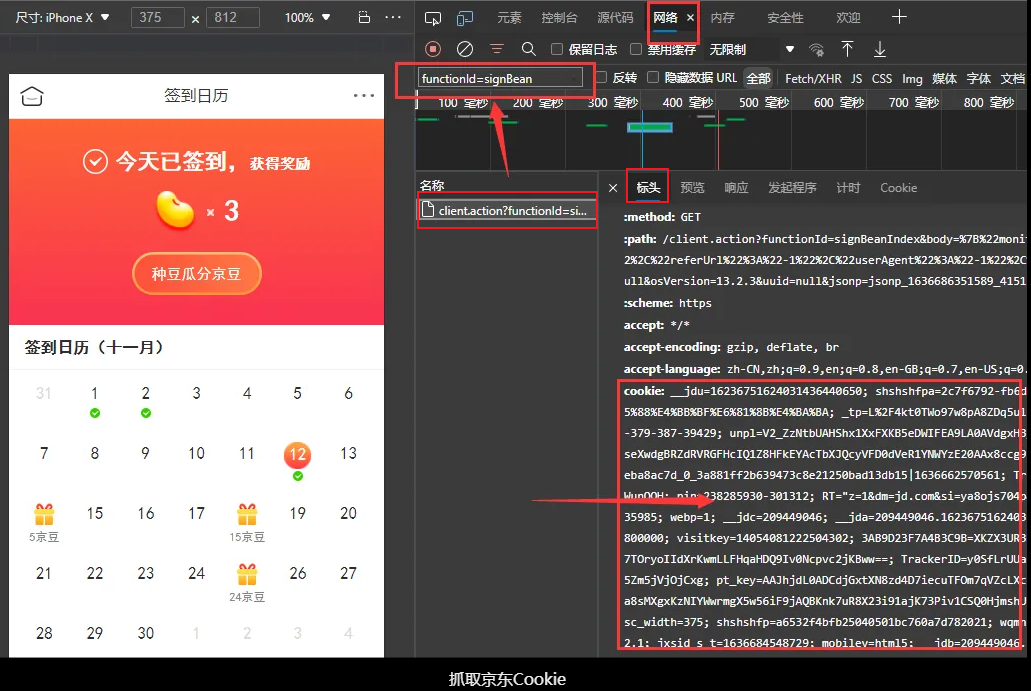 尺寸: iPhone X ▼ 375 × 812 100% ▼ ...
元素 控制台 源代码 网络 × 内存 安全性 欢迎 +
保留日志 禁用缓存 无限制 ▼
functionId=signBean 反转 隐藏数据 URL 全部 Fetch/XHR JS CSS Img 媒体 字体 文档
100 毫秒 200 毫秒 300 毫秒 400 毫秒 500 毫秒 600 毫秒 700 毫秒 800 毫秒
签到日历 ...
今天已签到，获得奖励
× 3
种豆瓜分京豆
签到日历（十一月）
31 1 2 3 4 5 6
7 8 9 10 11 12 13
15 16 17 19 20
5京豆 15京豆
21 22 23 24 26 27
24京豆
28 29 30 1 2 3 4
名称
client.action?functionId=si...
× 标头 预览 响应 发起程序 计时 Cookie
:method: GET
:path: /client.action?functionId=signBeanIndex&body=%7B%22moni
2%2C%22referUrl%22%3A%22-1%22%2C%22userAgent%22%3A%22-1%22%2C
ull&osVersion=13.2.3&uuid=null&jsonp=jsonp_1636686351589_4151
:scheme: https
accept: */*
accept-encoding: gzip, deflate, br
accept-language: zh-CN,zh;q=0.9,en;q=0.8,en-GB;q=0.7,en-US;q=0.
cookie: __jdu=16236751624031436440650; shshshfpa=2c7f6792-fb6d
5%88%E4%BB%BF%E6%81%8B%E4%BA%BA; _tp=L%2F4kt0TWo97w8pA8ZDq5ul
-379-387-39429; unpl=V2_ZzNtbUAHShx1XxFXKB5eDWIFEA9LA0AVdgxH3
seXwdgBRZdRVRGFHcIQ1Z8HFkEYAcTbXJQcyVFD0dVeR1YNWYzE20AAx8ccg9
eba8ac7d_0_3a881ff2b639473c8e21250bad13db15|1636662570561; Tr
WunOOH; pin=238285930-301312; RT="z=1&dm=jd.com&si=ya8ojs704p
35985; webp=1; __jdc=209449046; __jda=209449046.1623675162403
800000; visitkey=14054081222504302; 3AB9D23F7A4B3C9B=XKZX3UR3
7TOryoIIdXrKwmLLFHqaHDQ9Iv0Ncpvc2jKBww==; TrackerID=y0SfLrUUa
5Zm5jVjOjCxg; pt_key=AAJhjdL0ADCdjGxtXN8zd4D7iecuTFOm7qVZcLXc
a8sMXgxKzNIYWwrmgX5w56iF9jAQBKnk7uR8X23i91ajK73Piv1CSQ0HjmshU
sc_width=375; shshshfp=a6532f4bfb25040501bc760a7d782021; wqmn
2.1; jxsid_s_t=1636684548729; mobilev=html5; __jdb=209449046.
抓取京东Cookie